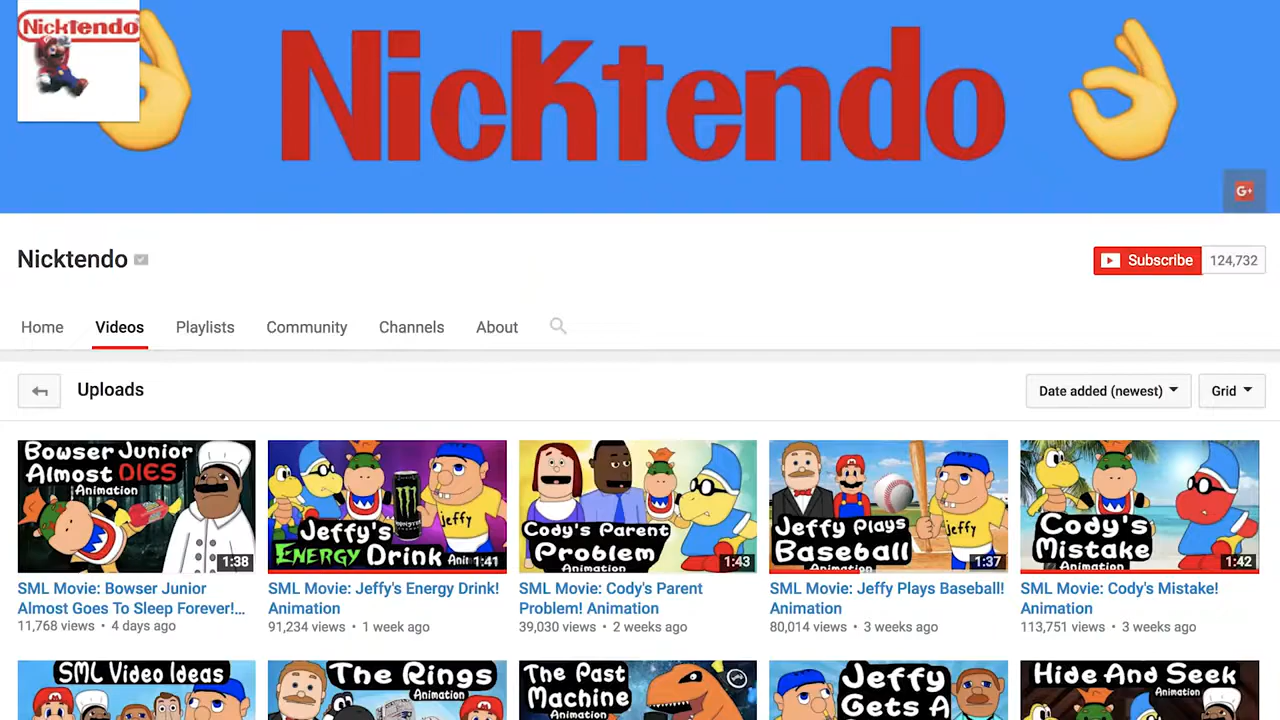 Nicktendo
Nicktendo
G+
Nicktendo
Subscribe 124,732
Home Videos Playlists Community Channels About
Uploads
Date added (newest) Grid
Bowser Junior
Almost DIES
Animation
1:38
Jeffy's
ENERGY Drink
Ani
1:41
jeffy
MONSTER
Cody's Parent
Problem
Animation
1:43
Jeffy Plays
Baseball
Animation
1:37
jeffy
Cody's
Mistake
Animation
1:42
SML Movie: Bowser Junior
Almost Goes To Sleep Forever!...
11,768 views • 4 days ago
SML Movie: Jeffy's Energy Drink!
Animation
91,234 views • 1 week ago
SML Movie: Cody's Parent
Problem! Animation
39,030 views • 2 weeks ago
SML Movie: Jeffy Plays Baseball!
Animation
80,014 views • 3 weeks ago
SML Movie: Cody's Mistake!
Animation
113,751 views • 3 weeks ago
SML Video Ideas
The Rings
Animation
The Past
Machine
Animation
Jeffy
Gets A
Hide And Seek
Animation